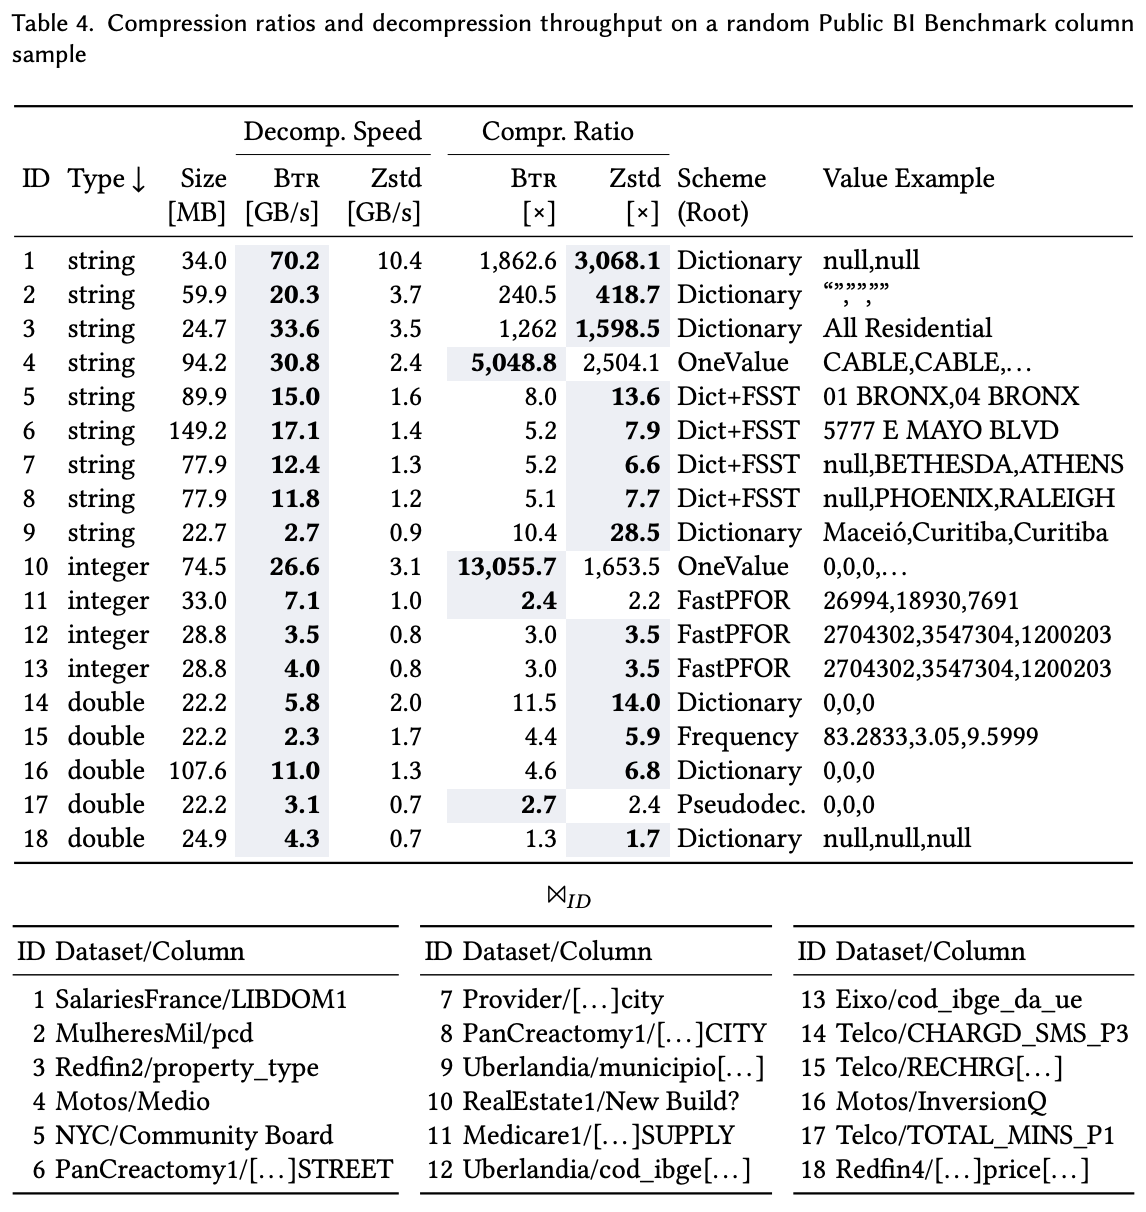 Table 4. Compression ratios and decompression throughput on a random Public BI Benchmark column
sample
Decomp. Speed Compr. Ratio
ID Type ↓ Size BTR Zstd BTR Zstd Scheme Value Example
[MB] [GB/s] [GB/s] [×] [×] (Root)
1 string 34.0 70.2 10.4 1,862.6 3,068.1 Dictionary null,null
2 string 59.9 20.3 3.7 240.5 418.7 Dictionary “”,””,””
3 string 24.7 33.6 3.5 1,262 1,598.5 Dictionary All Residential
4 string 94.2 30.8 2.4 5,048.8 2,504.1 OneValue CABLE,CABLE,…
5 string 89.9 15.0 1.6 8.0 13.6 Dict+FSST 01 BRONX,04 BRONX
6 string 149.2 17.1 1.4 5.2 7.9 Dict+FSST 5777 E MAYO BLVD
7 string 77.9 12.4 1.3 5.2 6.6 Dict+FSST null,BETHESDA,ATHENS
8 string 77.9 11.8 1.2 5.1 7.7 Dict+FSST null,PHOENIX,RALEIGH
9 string 22.7 2.7 0.9 10.4 28.5 Dictionary Maceió,Curitiba,Curitiba
10 integer 74.5 26.6 3.1 13,055.7 1,653.5 OneValue 0,0,0,…
11 integer 33.0 7.1 1.0 2.4 2.2 FastPFOR 26994,18930,7691
12 integer 28.8 3.5 0.8 3.0 3.5 FastPFOR 2704302,3547304,1200203
13 integer 28.8 4.0 0.8 3.0 3.5 FastPFOR 2704302,3547304,1200203
14 double 22.2 5.8 2.0 11.5 14.0 Dictionary 0,0,0
15 double 22.2 2.3 1.7 4.4 5.9 Frequency 83.2833,3.05,9.5999
16 double 107.6 11.0 1.3 4.6 6.8 Dictionary 0,0,0
17 double 22.2 3.1 0.7 2.7 2.4 Pseudodec. 0,0,0
18 double 24.9 4.3 0.7 1.3 1.7 Dictionary null,null,null
⋈ID
ID Dataset/Column
1 SalariesFrance/LIBDOM1
2 MulheresMil/pcd
3 Redfin2/property_type
4 Motos/Medio
5 NYC/Community Board
6 PanCreactomy1/[…]STREET
ID Dataset/Column
7 Provider/[…]city
8 PanCreactomy1/[…]CITY
9 Uberlandia/municipio[…]
10 RealEstate1/New Build?
11 Medicare1/[…]SUPPLY
12 Uberlandia/cod_ibge[…]
ID Dataset/Column
13 Eixo/cod_ibge_da_ue
14 Telco/CHARGD_SMS_P3
15 Telco/RECHRG[…]
16 Motos/InversionQ
17 Telco/TOTAL_MINS_P1
18 Redfin4/[…]price[…]